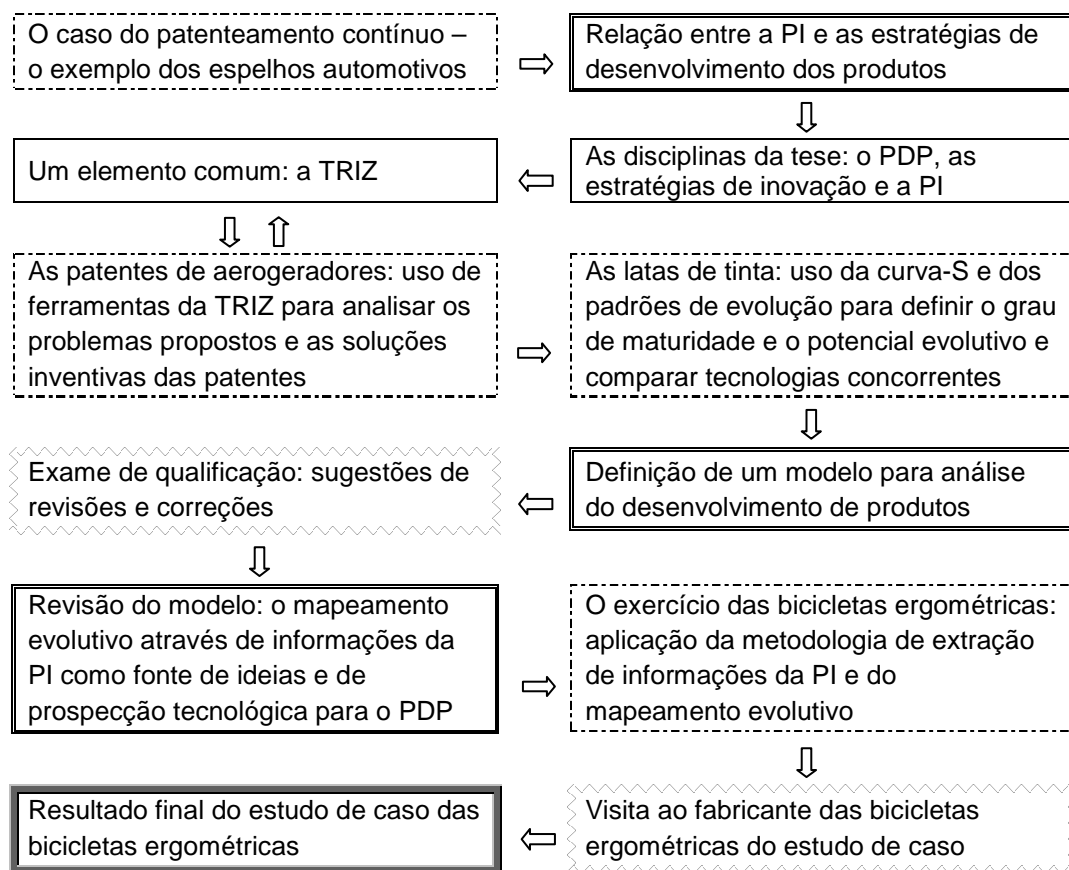 O caso do patenteamento contínuo –
o exemplo dos espelhos automotivos
Relação entre a PI e as estratégias de
desenvolvimento dos produtos
As disciplinas da tese: o PDP, as
estratégias de inovação e a PI
Um elemento comum: a TRIZ
As patentes de aerogeradores: uso de
ferramentas da TRIZ para analisar os
problemas propostos e as soluções
inventivas das patentes
As latas de tinta: uso da curva-S e dos
padrões de evolução para definir o grau
de maturidade e o potencial evolutivo e
comparar tecnologias concorrentes
Definição de um modelo para análise
do desenvolvimento de produtos
Exame de qualificação: sugestões de
revisões e correções
Revisão do modelo: o mapeamento
evolutivo através de informações da
PI como fonte de ideias e de
prospecção tecnológica para o PDP
O exercício das bicicletas ergométricas:
aplicação da metodologia de extração
de informações da PI e do
mapeamento evolutivo
Visita ao fabricante das bicicletas
ergométricas do estudo de caso
Resultado final do estudo de caso das
bicicletas ergométricas